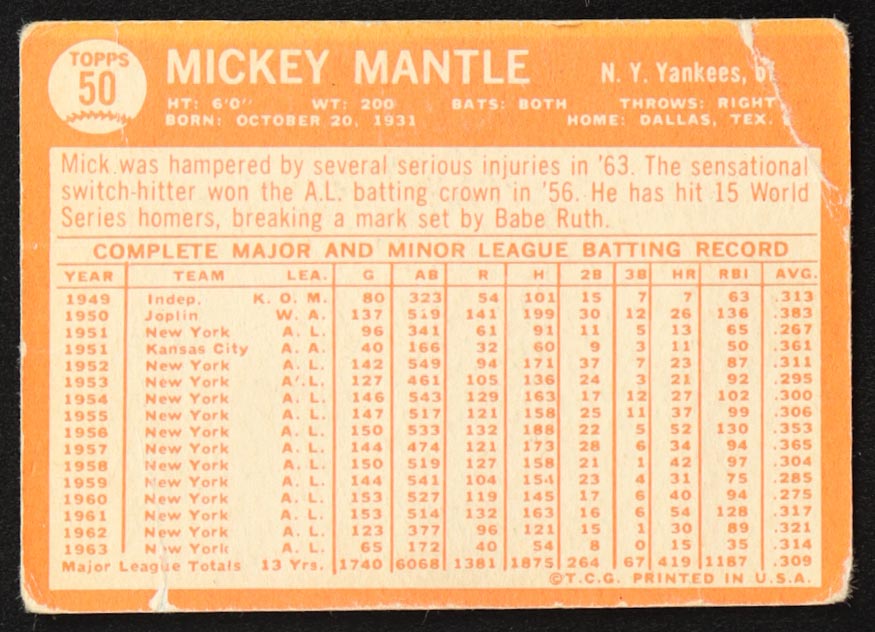 TOPPS
50
MICKEY MANTLE N. Y. Yankees,
HT: 6'0" WT: 200 BATS: BOTH THROWS: RIGHT
BORN: OCTOBER 20, 1931 HOME: DALLAS, TEX.
Mick was hampered by several serious injuries in '63. The sensational
switch-hitter won the A.L. batting crown in '56. He has hit 15 World
Series homers, breaking a mark set by Babe Ruth.
COMPLETE MAJOR AND MINOR LEAGUE BATTING RECORD
YEAR TEAM LEA. G AB R H 2B 3B HR RBI AVG.
1949 Indep. K. O. M. 80 323 54 101 15 7 7 63 .313
1950 Joplin W. A. 137 519 141 199 30 12 26 136 .383
1951 New York A. L. 96 341 61 91 11 5 13 65 .267
1951 Kansas City A. A. 40 166 32 60 9 3 11 50 .361
1952 New York A. L. 142 549 94 171 37 7 23 87 .311
1953 New York A. L. 127 461 105 136 24 3 21 92 .295
1954 New York A. L. 146 543 129 163 17 12 27 102 .300
1955 New York A. L. 147 517 121 158 25 11 37 99 .306
1956 New York A. L. 150 533 132 188 22 5 52 130 .353
1957 New York A. L. 144 474 121 173 28 6 34 94 .365
1958 New York A. L. 150 519 127 158 21 1 42 97 .304
1959 New York A. L. 144 541 104 154 23 4 31 75 .285
1960 New York A. L. 153 527 119 145 17 6 40 94 .275
1961 New York A. L. 153 514 132 163 16 6 54 128 .317
1962 New York A. L. 123 377 96 121 15 1 30 89 .321
1963 New York A. L. 65 172 40 54 8 0 15 35 .314
Major League Totals 13 Yrs. 1740 6068 1381 1875 264 67 419 1187 .309
©T.C.G. PRINTED IN U.S.A.